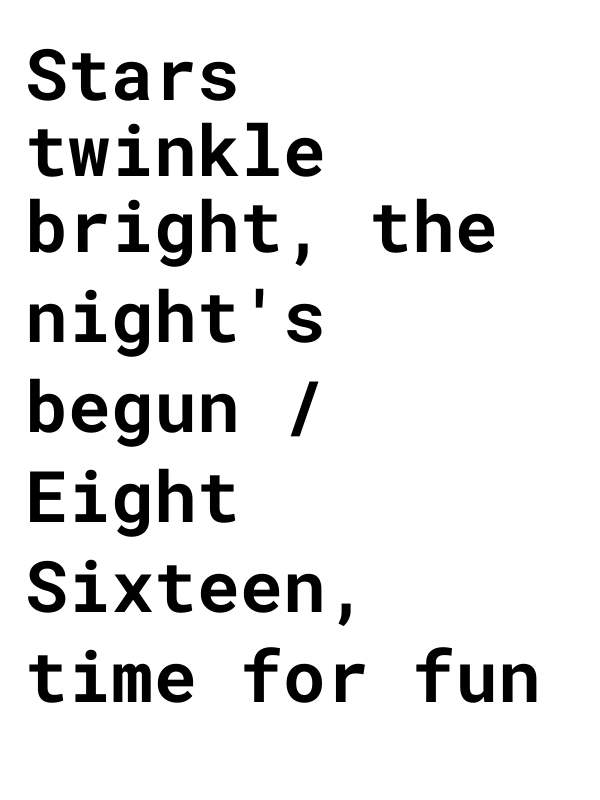 Stars
twinkle
bright, the
night's
begun /
Eight
Sixteen,
time for fun